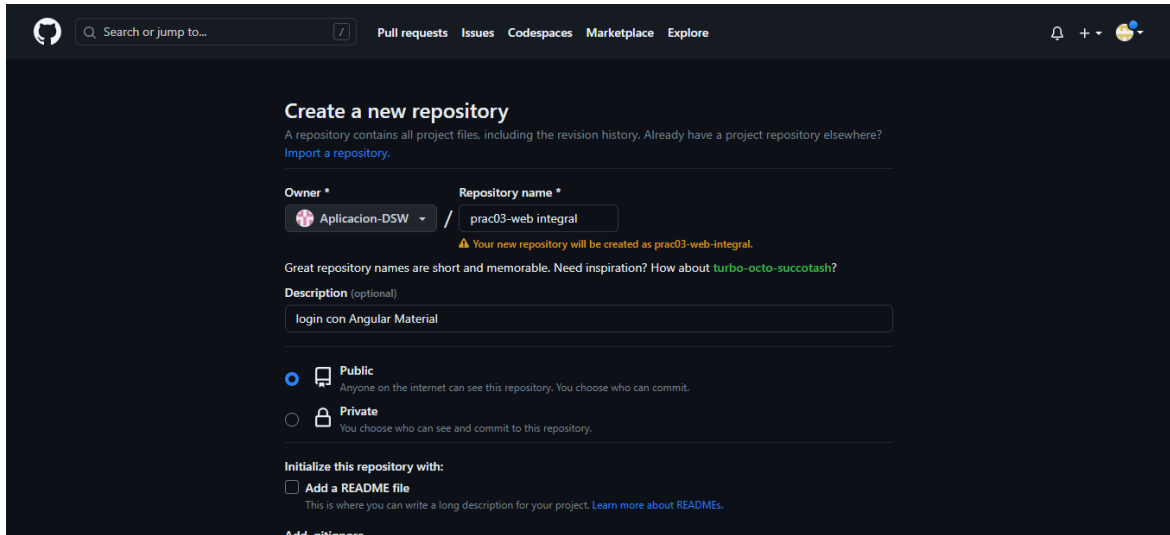 Search or jump to... /
Pull requests Issues Codespaces Marketplace Explore
Create a new repository
A repository contains all project files, including the revision history. Already have a project repository elsewhere?
Import a repository.
Owner * Repository name *
Aplicacion-DSW / prac03-web integral
Your new repository will be created as prac03-web-integral.
Great repository names are short and memorable. Need inspiration? How about turbo-octo-succotash?
Description (optional)
login con Angular Material
Public
Anyone on the internet can see this repository. You choose who can commit.
Private
You choose who can see and commit to this repository.
Initialize this repository with:
Add a README file
This is where you can write a long description for your project. Learn more about READMEs.
Add .gitignore